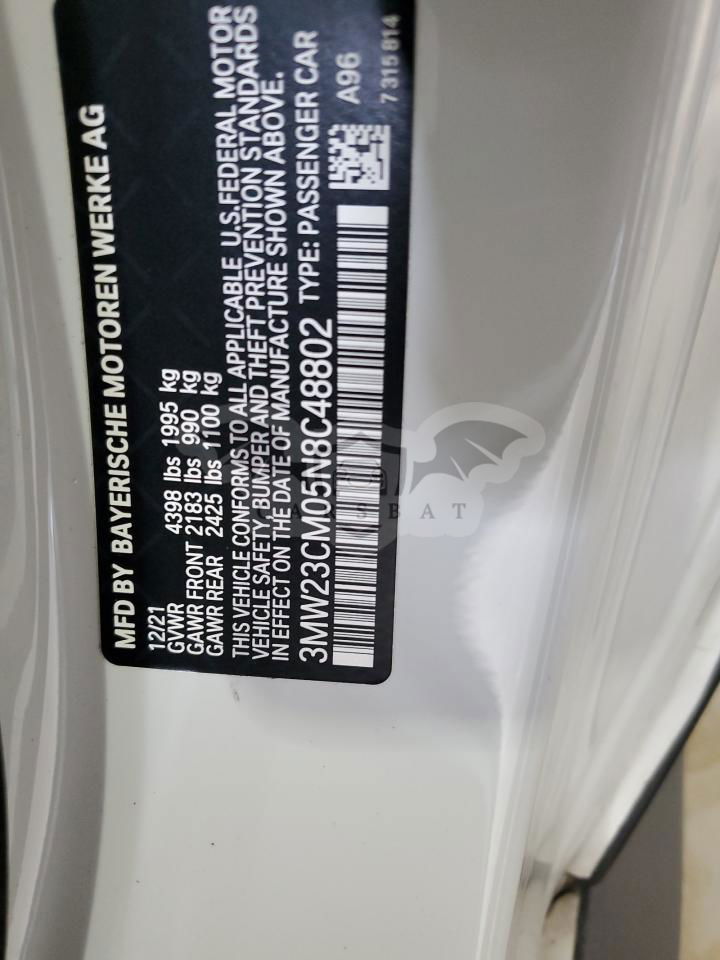 MFD BY BAYERISCHE MOTOREN WERKE AG
12/21
GVWR 4398 lbs 1995 kg
GAWR FRONT 2183 lbs 990 kg
GAWR REAR 2425 lbs 1100 kg
THIS VEHICLE CONFORMS TO ALL APPLICABLE U.S.FEDERAL MOTOR
VEHICLE SAFETY, BUMPER AND THEFT PREVENTION STANDARDS
IN EFFECT ON THE DATE OF MANUFACTURE SHOWN ABOVE.
3MW23CM05N8C48802 TYPE: PASSENGER CAR
A96
7 315 814
CARSBAT